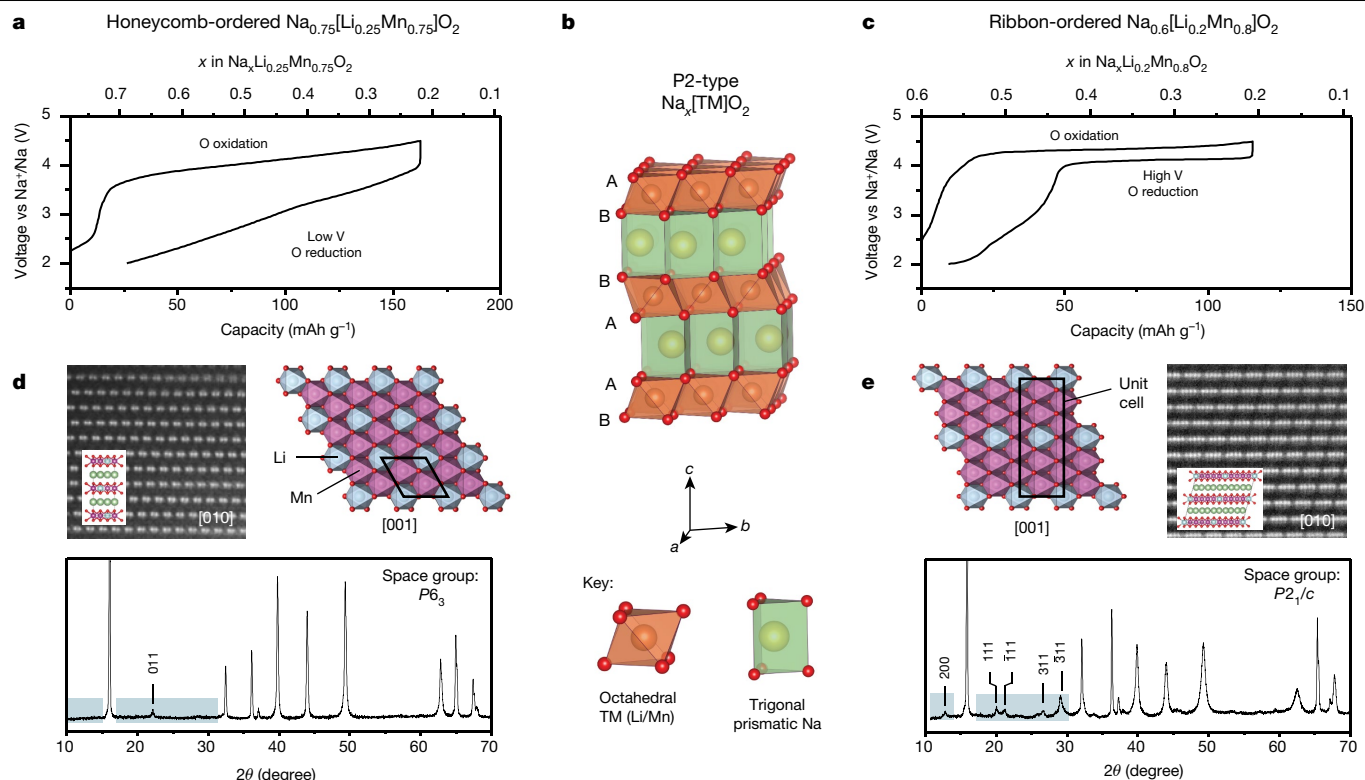 a
Honeycomb-ordered Na0.75[Li0.25Mn0.75]O2
x in NaxLi0.25Mn0.75O2
0.7 0.6 0.5 0.4 0.3 0.2 0.1
Voltage vs Na+/Na (V)
5
4
3
2
O oxidation
Low V
O reduction
0 50 100 150 200
Capacity (mAh g–1)
b
P2-type
Nax[TM]O2
A
B
B
A
A
B
c
a
b
Key:
Octahedral
TM (Li/Mn)
Trigonal
prismatic Na
c
Ribbon-ordered Na0.6[Li0.2Mn0.8]O2
x in NaxLi0.2Mn0.8O2
0.6 0.5 0.4 0.3 0.2 0.1
Voltage vs Na+/Na (V)
5
4
3
2
O oxidation
High V
O reduction
0 50 100 150
Capacity (mAh g–1)
d
[010]
Li
Mn
[001]
Space group:
P63
011
10 20 30 40 50 60 70
2θ (degree)
e
Unit
cell
[001]
[010]
Space group:
P21/c
200
111
1̅11
311
3̅11
10 20 30 40 50 60 70
2θ (degree)